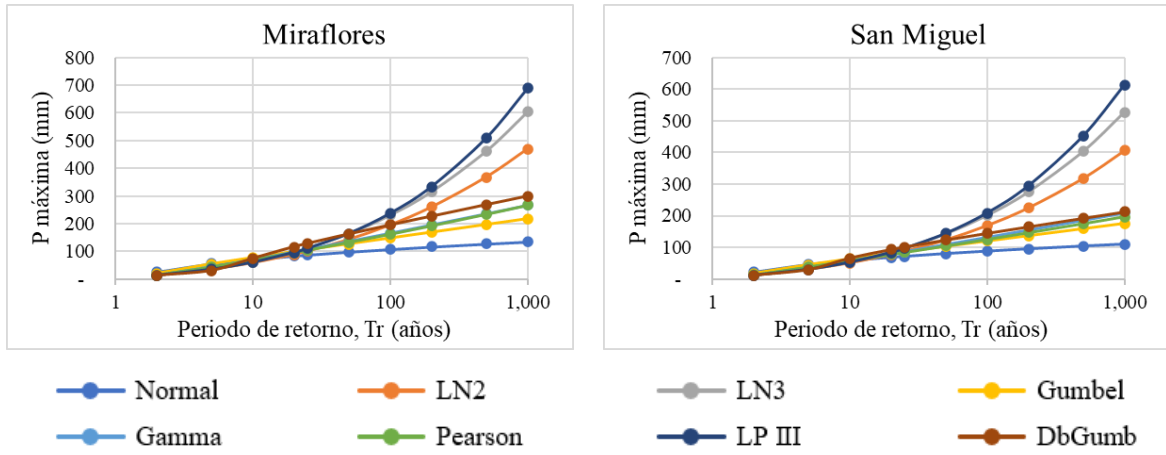 Miraflores
P máxima (mm)
800
700
600
500
400
300
200
100
-
1
10
100
1,000
Periodo de retorno, Tr (años)
San Miguel
P máxima (mm)
700
600
500
400
300
200
100
-
1
10
100
1,000
Periodo de retorno, Tr (años)
Normal
LN2
LN3
Gumbel
Gamma
Pearson
LP III
DbGumb